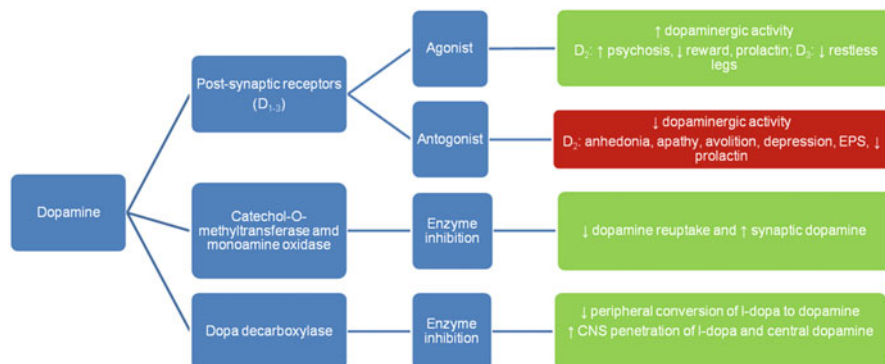 Dopamine
Post-synaptic receptors
(D₁₋₃)
Agonist
↑ dopaminergic activity
D₂: ↑ psychosis, ↓ reward, prolactin; D₃: ↓ restless
legs
Antogonist
↓ dopaminergic activity
D₂: anhedonia, apathy, avolition, depression, EPS, ↓
prolactin
Catechol-O-
methyltransferase amd
monoamine oxidase
Enzyme
inhibition
↓ dopamine reuptake and ↑ synaptic dopamine
Dopa decarboxylase
Enzyme
inhibition
↓ peripheral conversion of l-dopa to dopamine
↑ CNS penetration of l-dopa and central dopamine